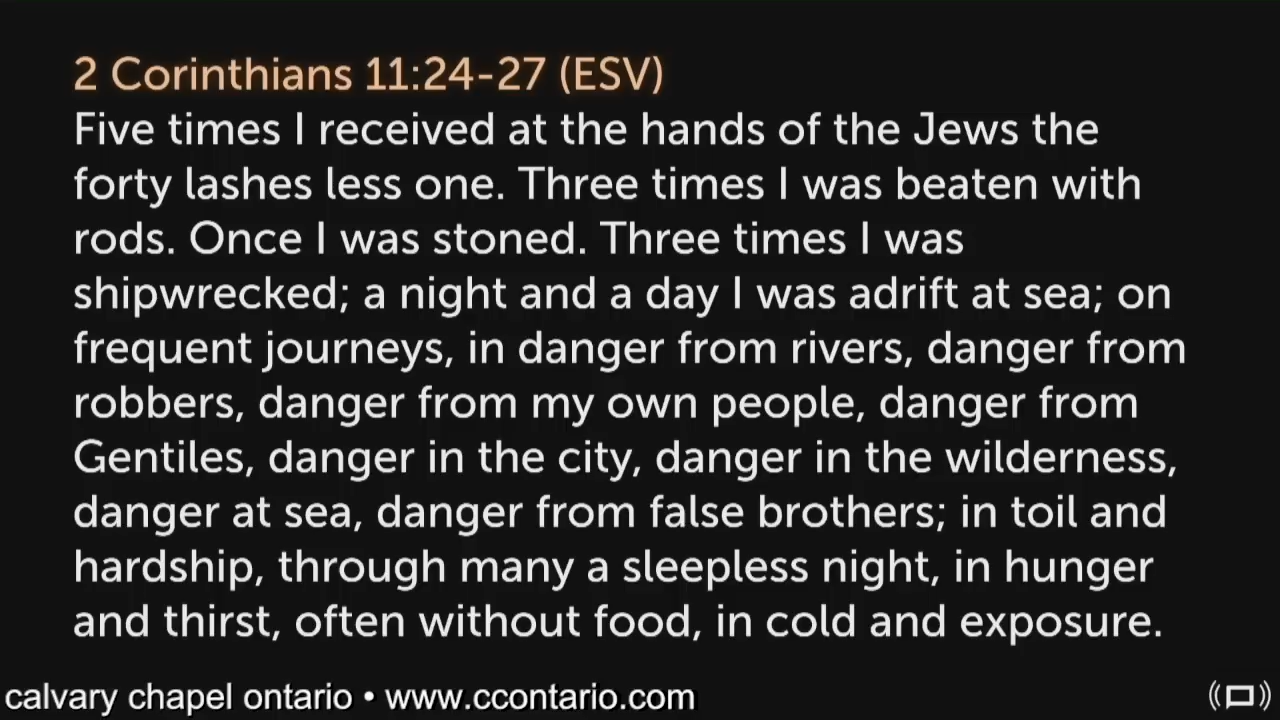 2 Corinthians 11:24-27 (ESV)
Five times I received at the hands of the Jews the
forty lashes less one. Three times I was beaten with
rods. Once I was stoned. Three times I was
shipwrecked; a night and a day I was adrift at sea; on
frequent journeys, in danger from rivers, danger from
robbers, danger from my own people, danger from
Gentiles, danger in the city, danger in the wilderness,
danger at sea, danger from false brothers; in toil and
hardship, through many a sleepless night, in hunger
and thirst, often without food, in cold and exposure.
calvary chapel ontario • www.ccontario.com